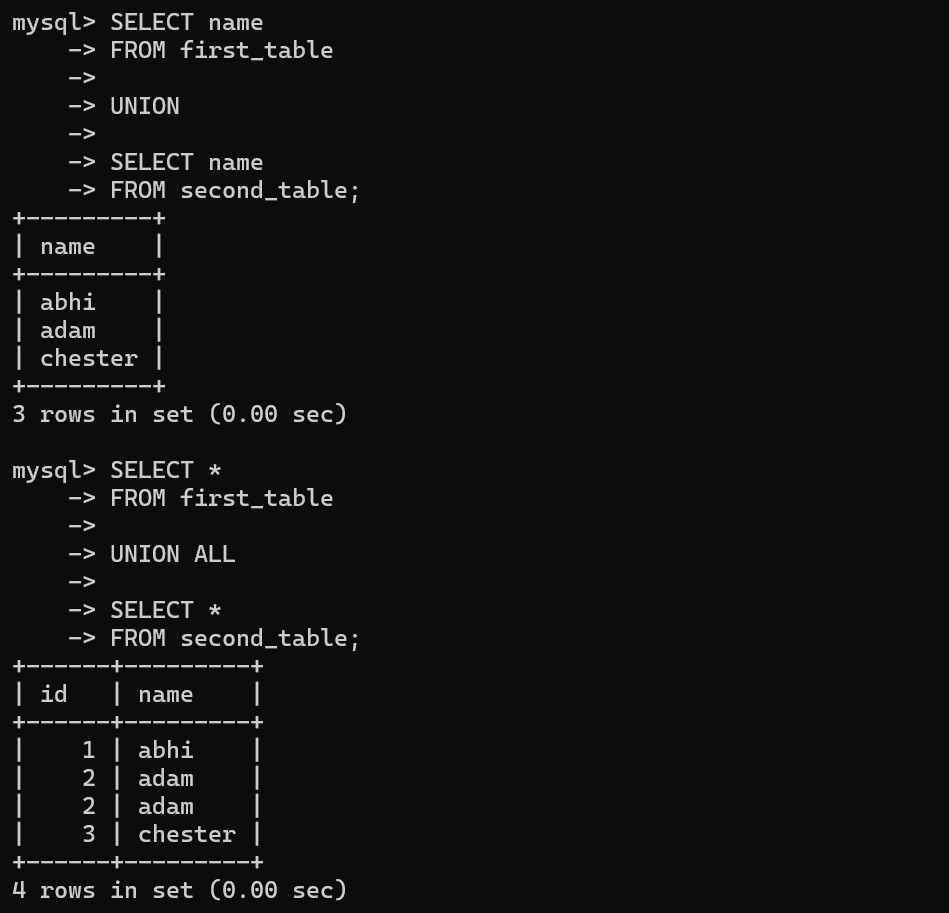 mysql> SELECT name
    -> FROM first_table
    ->
    -> UNION
    ->
    -> SELECT name
    -> FROM second_table;
+---------+
| name    |
+---------+
| abhi    |
| adam    |
| chester |
+---------+
3 rows in set (0.00 sec)

mysql> SELECT *
    -> FROM first_table
    ->
    -> UNION ALL
    ->
    -> SELECT *
    -> FROM second_table;
+------+---------+
| id   | name    |
+------+---------+
|    1 | abhi    |
|    2 | adam    |
|    2 | adam    |
|    3 | chester |
+------+---------+
4 rows in set (0.00 sec)